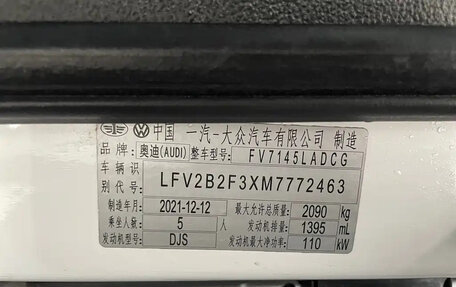 中国 一汽-大众汽车有限公司 制造
品牌 奥迪(AUDI) 整车型号 FV7145LADCG
车辆识别代号 LFV2B2F3XM7772463
制造年月 2021-12-12 最大允许总质量 2090 kg
乘坐人数 5 人 发动机排量 1395 mL
发动机型号 DJS 发动机最大净功率 110 kW